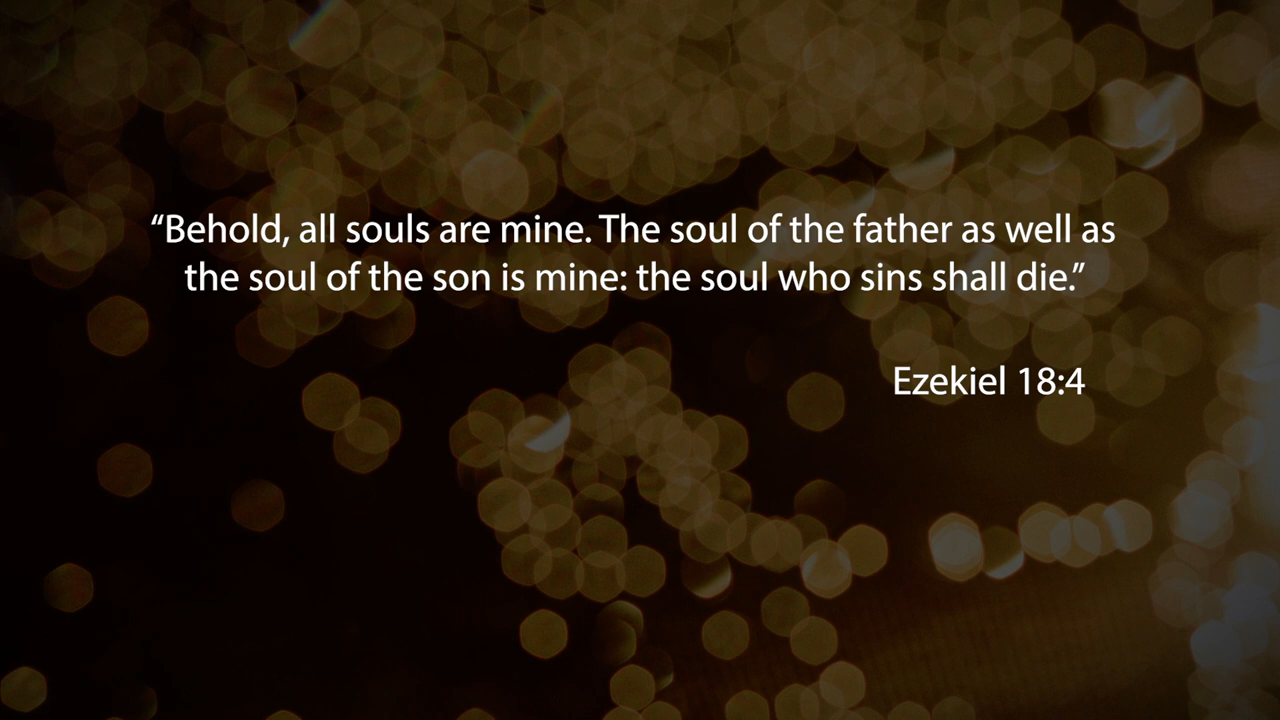 “Behold, all souls are mine. The soul of the father as well as
the soul of the son is mine: the soul who sins shall die.”
Ezekiel 18:4